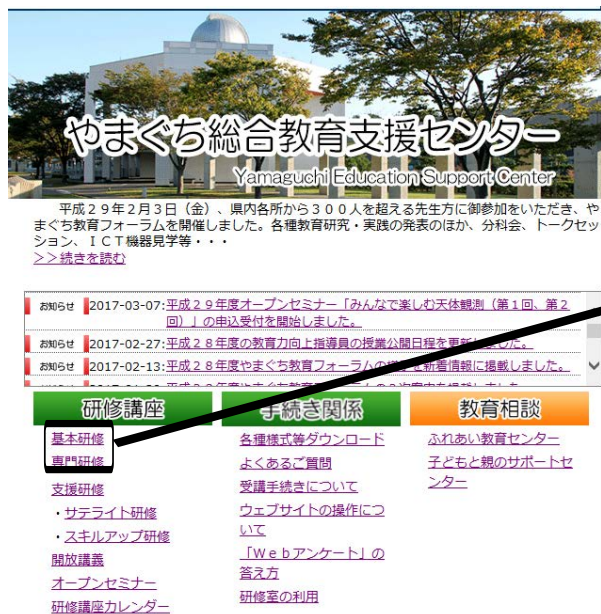 やまぐち総合教育支援センター
Yamaguchi Education Support Center
平成29年2月3日（金）、県内各所から300人を超える先生方に御参加をいただき、や
まぐち教育フォーラムを開催しました。各種教育研究・実践の発表のほか、分科会、トークセッ
ション、ＩＣＴ機器見学等・・・
>>続きを読む
お知らせ 2017-03-07:平成２９年度オープンセミナー「みんなで楽しむ天体観測（第１回、第２
回）」の申込受付を開始しました。
お知らせ 2017-02-27:平成２８年度の教育力向上指導員の授業公開日程を更新しました。
お知らせ 2017-02-13:平成２８年度やまぐち教育フォーラムの様子を新着情報に掲載しました。
研修講座 手続き関係 教育相談
基本研修 各種様式等ダウンロード ふれあい教育センター
専門研修 よくあるご質問 子どもと親のサポートセ
ンター
支援研修 受講手続きについて
・サテライト研修 ウェブサイトの操作につ
いて
・スキルアップ研修
開放講義 「Ｗｅｂアンケート」の
答え方
オープンセミナー
研修講座カレンダー 研修室の利用